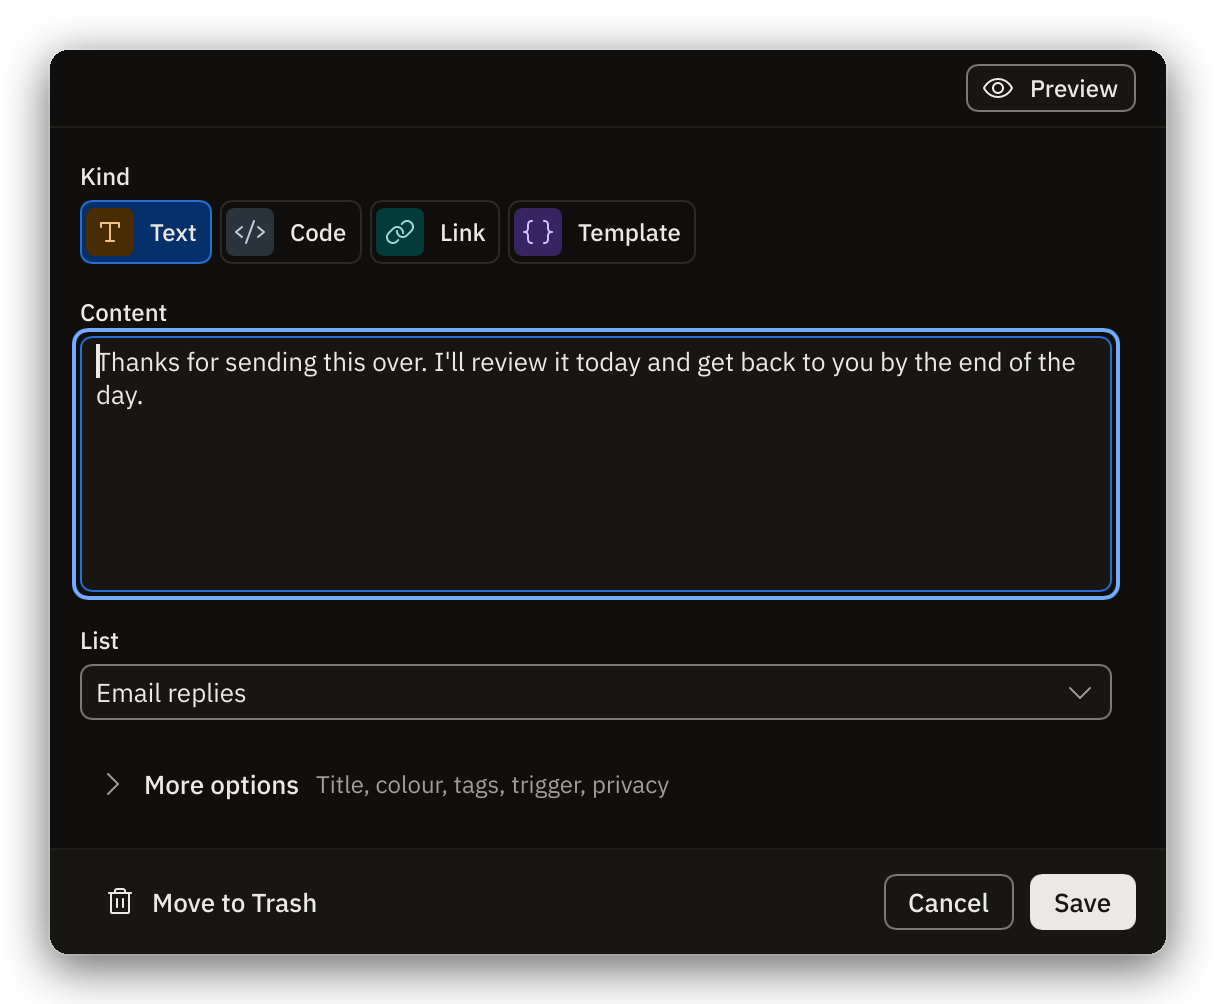 Preview
Kind
Text Code Link Template
Content
Thanks for sending this over. I'll review it today and get back to you by the end of the
day.
List
Email replies
More options Title, colour, tags, trigger, privacy
Move to Trash Cancel Save